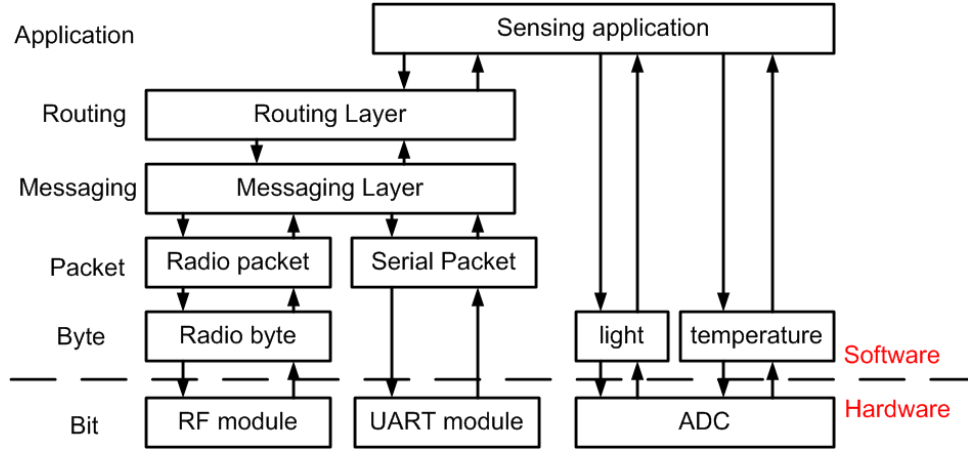 Application
Sensing application
Routing
Routing Layer
Messaging
Messaging Layer
Packet
Radio packet
Serial Packet
Byte
Radio byte
light
temperature
Software
Bit
RF module
UART module
ADC
Hardware